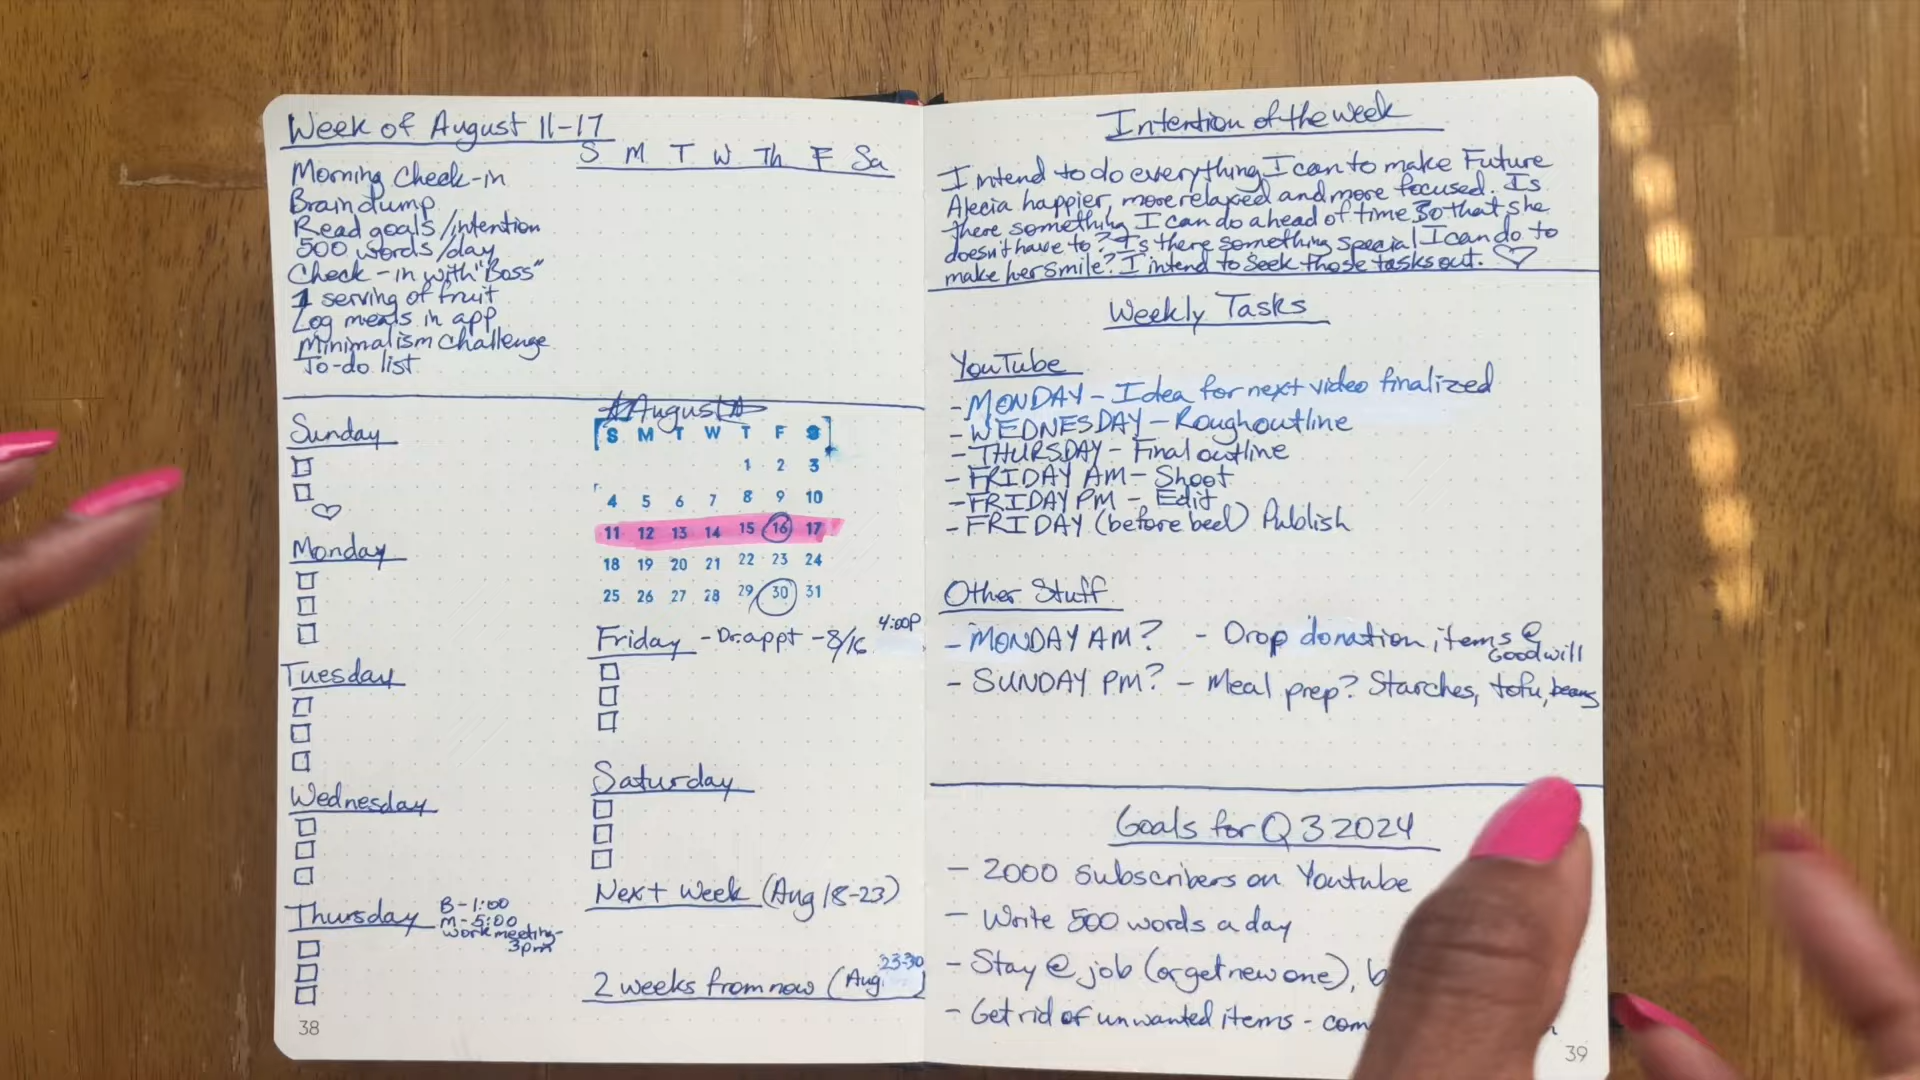 Week of August 11-17
S M T W Th F Sa
Morning Check-in
Braindump
Read goals/intention
500 words/day
Check-in with "Boss"
1 serving of fruit
Log meals in app
Minimalism Challenge
To-do list
Sunday
Monday
Tuesday
Wednesday
Thursday B-1:00
M-5:00
work meeting-
3pm
38
August
S M T W T F S
1 2 3
4 5 6 7 8 9 10
11 12 13 14 15 16 17
18 19 20 21 22 23 24
25 26 27 28 29 30 31
Friday - Dr. appt - 8/16 4:00P
Saturday
Next Week (Aug 18-23)
2 weeks from now (Aug 23-30)
Intention of the week
I intend to do everything I can to make Future
Alecia happier, more relaxed and more focused. Is
there something I can do ahead of time so that she
doesn't have to? Is there something special I can do to
make her smile? I intend to seek those tasks out.
Weekly Tasks
YouTube
- MONDAY - Idea for next video finalized
- WEDNESDAY - Rough outline
- THURSDAY - Final outline
- FRIDAY AM - Shoot
- FRIDAY PM - Edit
- FRIDAY (before bed) Publish
Other Stuff
- MONDAY AM? - Drop donation items @
Goodwill
- SUNDAY PM? - Meal prep? Starches, tofu, beans
Goals for Q3 2024
- 2000 subscribers on Youtube
- Write 500 words a day
- Stay @ job (or get new one),
- Get rid of unwanted items -
39